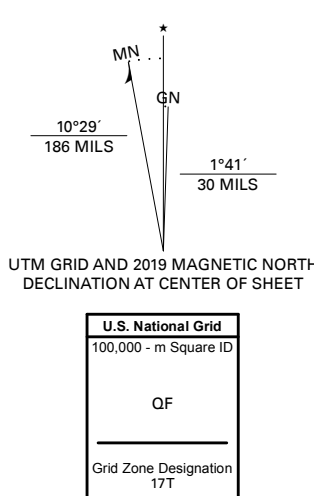 ★
MN
GN
10°29´
186 MILS
1°41´
30 MILS
UTM GRID AND 2019 MAGNETIC NORTH
DECLINATION AT CENTER OF SHEET
U.S. National Grid
100,000 - m Square ID
QF
Grid Zone Designation
17T